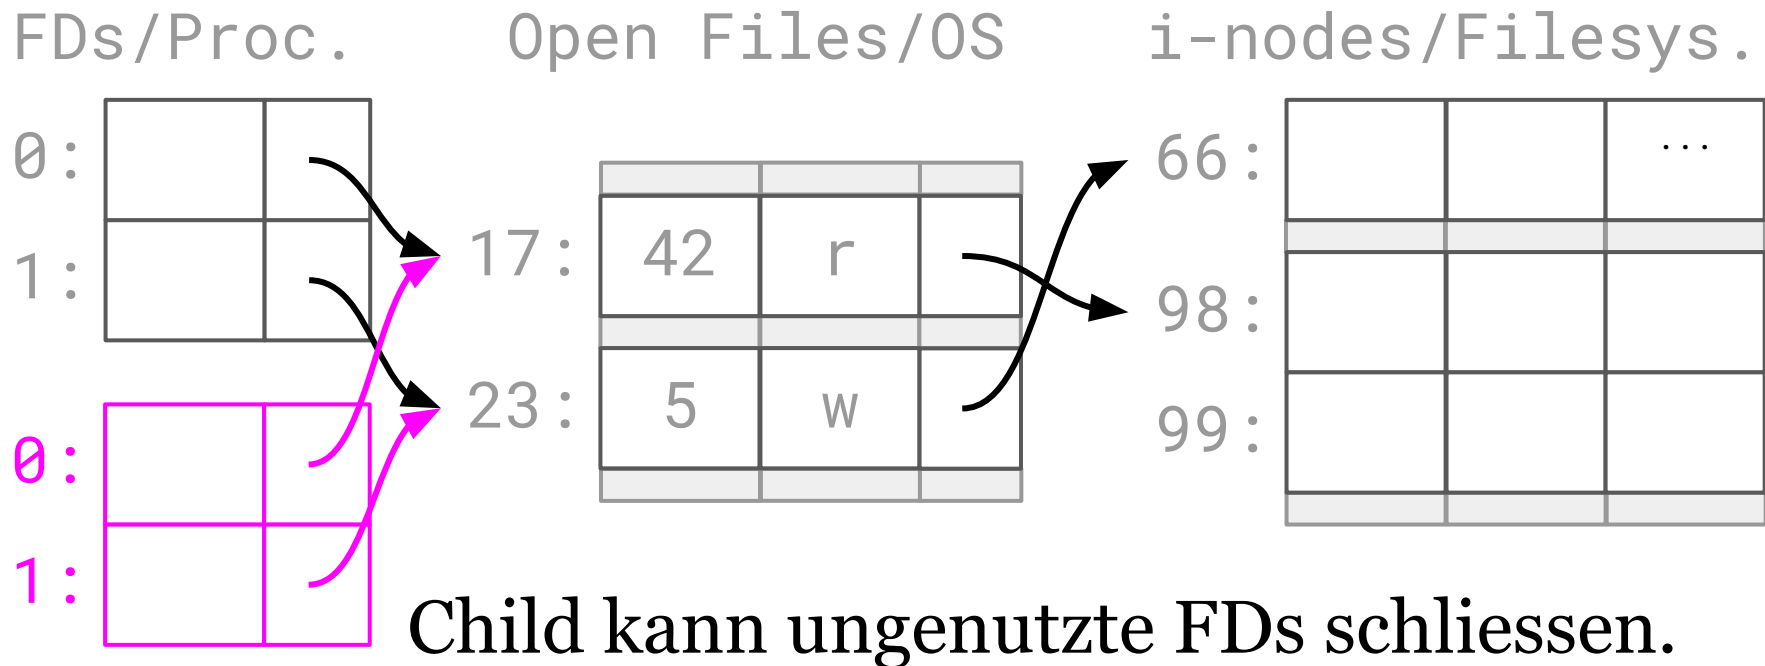 FDs/Proc. Open Files/OS i-nodes/Filesys.
0: 66: ...
17: 42 r
1: 98:
23: 5 w
99:
0:
1:
Child kann ungenutzte FDs schliessen.